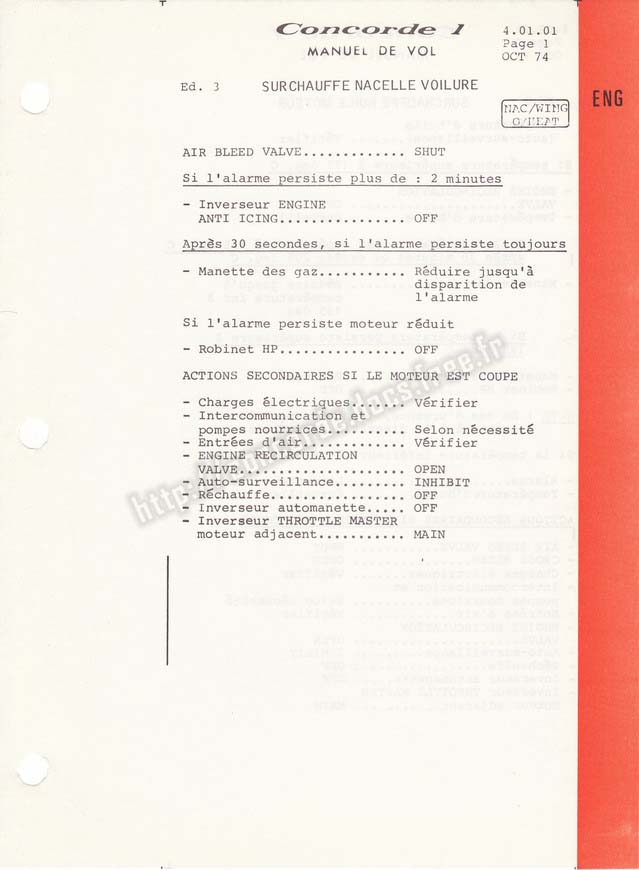 Concorde 1
MANUEL DE VOL
4.01.01
Page 1
OCT 74
ENG
Ed. 3 SURCHAUFFE NACELLE VOILURE
NAC/WING
O/HEAT
AIR BLEED VALVE............. SHUT
Si l'alarme persiste plus de : 2 minutes
- Inverseur ENGINE
ANTI ICING................ OFF
Après 30 secondes, si l'alarme persiste toujours
- Manette des gaz........... Réduire jusqu'à
disparition de
l'alarme
Si l'alarme persiste moteur réduit
- Robinet HP................ OFF
ACTIONS SECONDAIRES SI LE MOTEUR EST COUPE
- Charges électriques....... Vérifier
- Intercommunication et
pompes nourrices.......... Selon nécessité
- Entrées d'air............. Vérifier
- ENGINE RECIRCULATION
VALVE..................... OPEN
- Auto-surveillance......... INHIBIT
- Réchauffe................. OFF
- Inverseur automanette..... OFF
- Inverseur THROTTLE MASTER
moteur adjacent........... MAIN